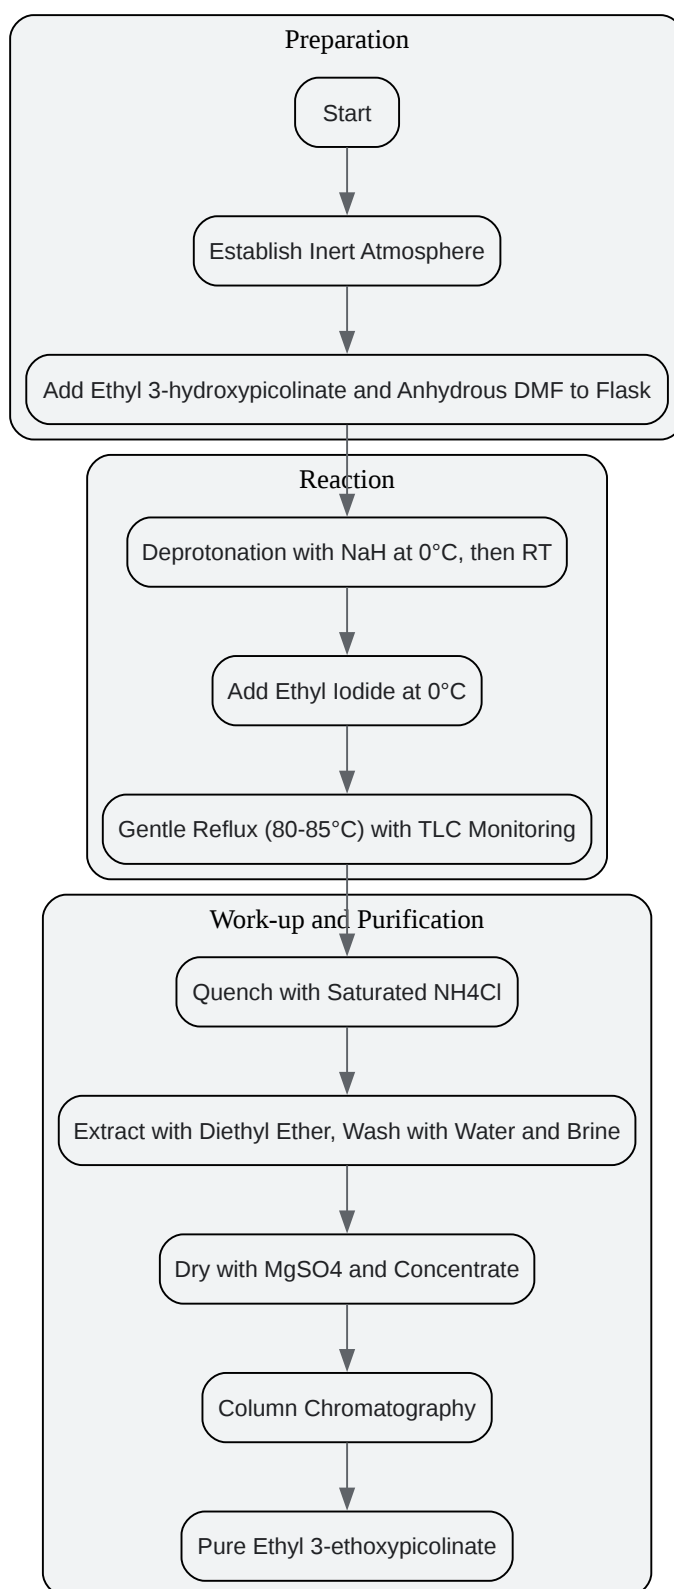 Preparation
Start
Establish Inert Atmosphere
Add Ethyl 3-hydroxypicolinate and Anhydrous DMF to Flask
Reaction
Deprotonation with NaH at 0°C, then RT
Add Ethyl Iodide at 0°C
Gentle Reflux (80-85°C) with TLC Monitoring
Work-up and Purification
Quench with Saturated NH4Cl
Extract with Diethyl Ether, Wash with Water and Brine
Dry with MgSO4 and Concentrate
Column Chromatography
Pure Ethyl 3-ethoxypicolinate